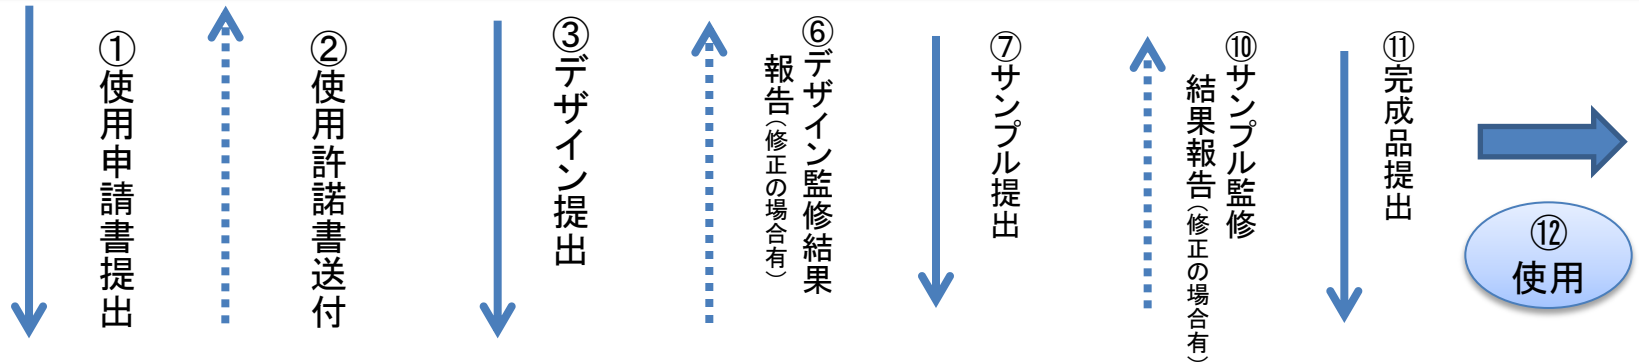 ①使用申請書提出
②使用許諾書送付
③デザイン提出
⑥デザイン監修結果
報告(修正の場合有)
⑦サンプル提出
⑩サンプル監修
結果報告(修正の場合有)
⑪完成品提出
⑫
使用